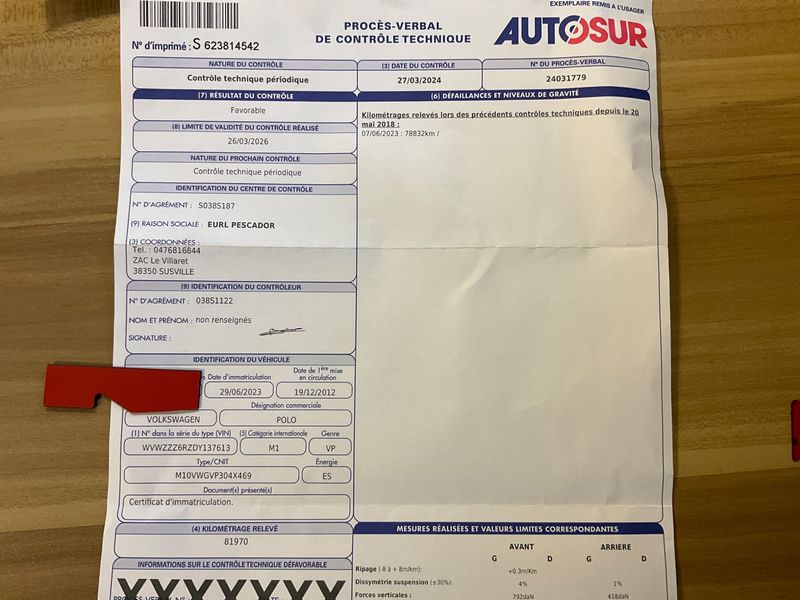 EXEMPLAIRE REMIS A L'USAGER
PROCÈS-VERBAL
DE CONTRÔLE TECHNIQUE
AUTOSUR
N° d'imprimé : S 623814542
NATURE DU CONTRÔLE
Contrôle technique périodique
(3) DATE DU CONTRÔLE
27/03/2024
N° DU PROCÈS-VERBAL
24031779
(7) RÉSULTAT DU CONTRÔLE
Favorable
(8) LIMITE DE VALIDITÉ DU CONTRÔLE RÉALISÉ
26/03/2026
NATURE DU PROCHAIN CONTRÔLE
Contrôle technique périodique
IDENTIFICATION DU CENTRE DE CONTRÔLE
N° D'AGRÉMENT : S038S187
(9) RAISON SOCIALE : EURL PESCADOR
(3) COORDONNÉES :
Tel. : 0476816844
ZAC Le Villaret
38350 SUSVILLE
(9) IDENTIFICATION DU CONTRÔLEUR
N° D'AGRÉMENT : 038S1122
NOM ET PRÉNOM : non renseignés
SIGNATURE :
(6) DÉFAILLANCES ET NIVEAUX DE GRAVITÉ
Kilométrages relevés lors des précédents contrôles techniques depuis le 20
mai 2018 :
07/06/2023 : 78832km /
IDENTIFICATION DU VÉHICULE
Date d'immatriculation
29/06/2023
Date de 1ère mise
en circulation
19/12/2012
VOLKSWAGEN
Désignation commerciale
POLO
(1) N° dans la série du type (VIN)
WVWZZZ6RZDY137613
(5) Catégorie internationale
M1
Genre
VP
Type/CNIT
M10VWGVP304X469
Énergie
ES
Document(s) présenté(s)
Certificat d'immatriculation.
(4) KILOMÉTRAGE RELEVÉ
81970
INFORMATIONS SUR LE CONTRÔLE TECHNIQUE DÉFAVORABLE
XXXXXXX
MESURES RÉALISÉES ET VALEURS LIMITES CORRESPONDANTES
AVANT ARRIERE
G D G D
Ripage (-8 à + 8m/km): +0.3m/Km
Dissymétrie suspension (≤30%): 4% 1%
Forces verticales : 792daN 418daN